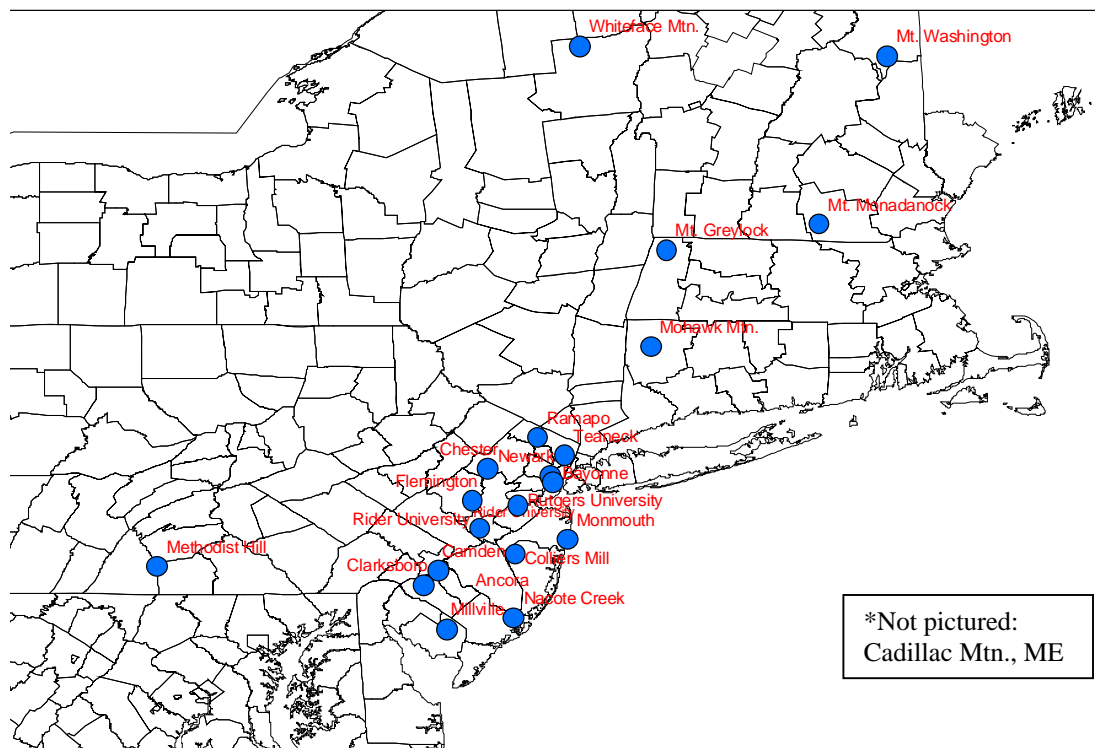 Whiteface Mtn.
Mt. Washington
Mt. Monadanock
Mt. Greylock
Mohawk Mtn.
Ramapo
Teaneck
Chester
Newark
Bayonne
Flemington
Rutgers University
Rider University
Rider University
Monmouth
Methodist Hill
Camden
Colliers Mill
Clarksboro
Ancora
Nacote Creek
Millville
*Not pictured:
Cadillac Mtn., ME